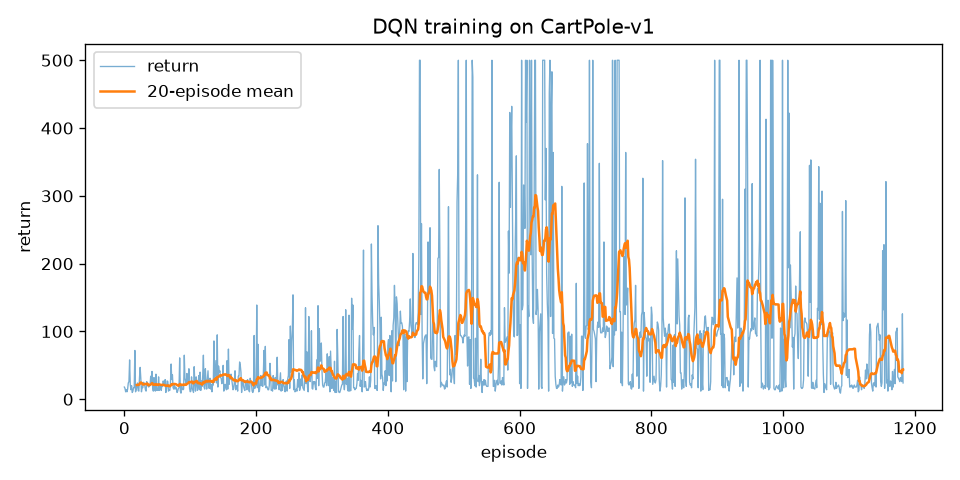 DQN training on CartPole-v1
return
20-episode mean
500
400
300
200
100
0
return
0 200 400 600 800 1000 1200
episode